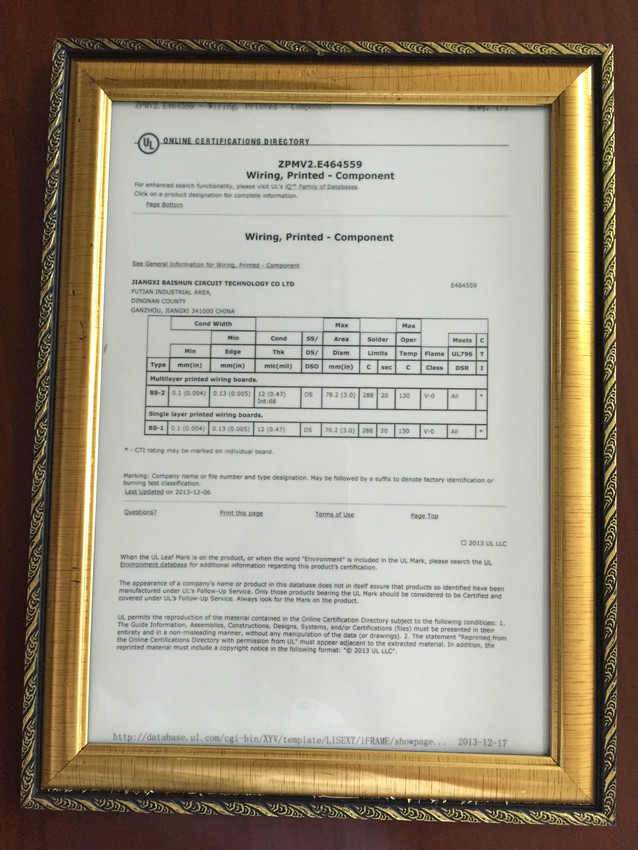 ZPMV2.E464559 - Wiring, Printed - Component
UL ONLINE CERTIFICATIONS DIRECTORY
ZPMV2.E464559
Wiring, Printed - Component
For enhanced search functionality, please visit UL's iQ™ Family of Databases.
Click on a product designation for complete information.
Page Bottom
Wiring, Printed - Component
See General Information for Wiring, Printed - Component
JIANGXI BAISHUN CIRCUIT TECHNOLOGY CO LTD E464559
FUTIAN INDUSTRIAL AREA,
DINGNAN COUNTY
GANZHOU, JIANGXI 341000 CHINA
Cond Width Max Max
Min Cond SS/ Area Solder Oper Meets C
Min Edge Thk DS/ Diam Limits Temp Flame UL796 T
Type mm(in) mm(in) mic(mil) DSO mm(in) C sec C Class DSR I
Multilayer printed wiring boards.
BS-2 0.1 (0.004) 0.13 (0.005) 12 (0.47) DS 76.2 (3.0) 288 20 130 V-0 All *
Int:68
Single layer printed wiring boards.
BS-1 0.1 (0.004) 0.13 (0.005) 12 (0.47) DS 76.2 (3.0) 288 20 130 V-0 All *
* - CTI rating may be marked on individual board.
Marking: Company name or file number and type designation. May be followed by a suffix to denote factory identification or
burning test classification.
Last Updated on 2013-12-06
Questions? Print this page Terms of Use Page Top
© 2013 UL LLC
When the UL Leaf Mark is on the product, or when the word "Environment" is included in the UL Mark, please search the UL
Environment database for additional information regarding this product's certification.
The appearance of a company's name or product in this database does not in itself assure that products so identified have been
manufactured under UL's Follow-Up Service. Only those products bearing the UL Mark should be considered to be Certified and
covered under UL's Follow-Up Service. Always look for the Mark on the product.
UL permits the reproduction of the material contained in the Online Certification Directory subject to the following conditions: 1.
The Guide Information, Assemblies, Constructions, Designs, Systems, and/or Certifications (files) must be presented in their
entirety and in a non-misleading manner, without any manipulation of the data (or drawings). 2. The statement "Reprinted from
the Online Certifications Directory with permission from UL" must appear adjacent to the extracted material. In addition, the
reprinted material must include a copyright notice in the following format: "© 2013 UL LLC".
http://database.ul.com/cgi-bin/XYV/template/LISEXT/1FRAME/showpage... 2013-12-17